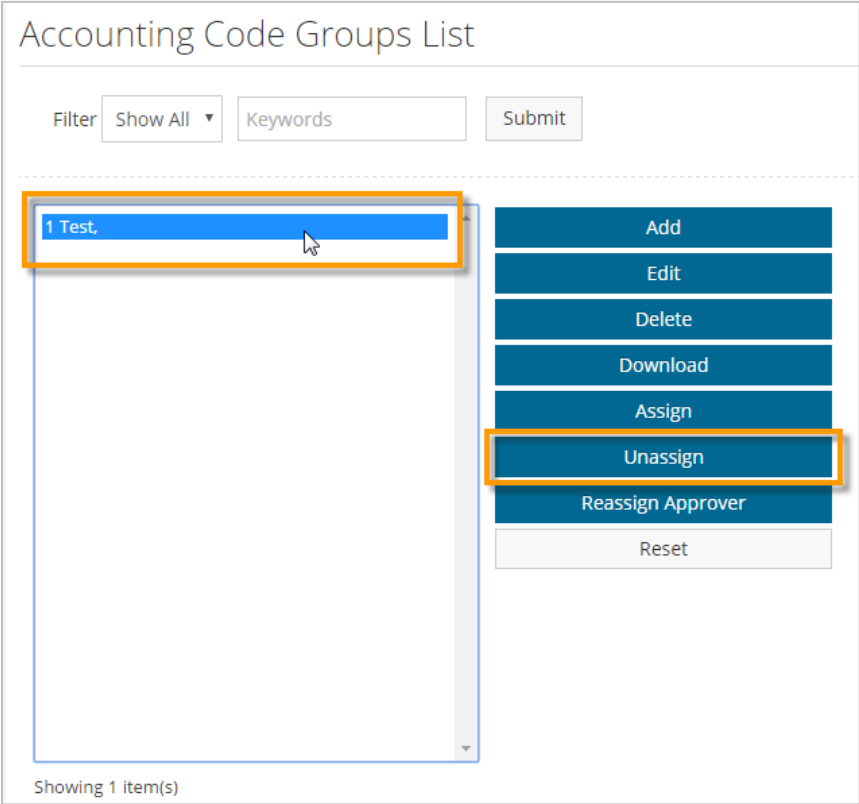 Accounting Code Groups List
Filter Show All Keywords Submit
1 Test,
Add
Edit
Delete
Download
Assign
Unassign
Reassign Approver
Reset
Showing 1 item(s)